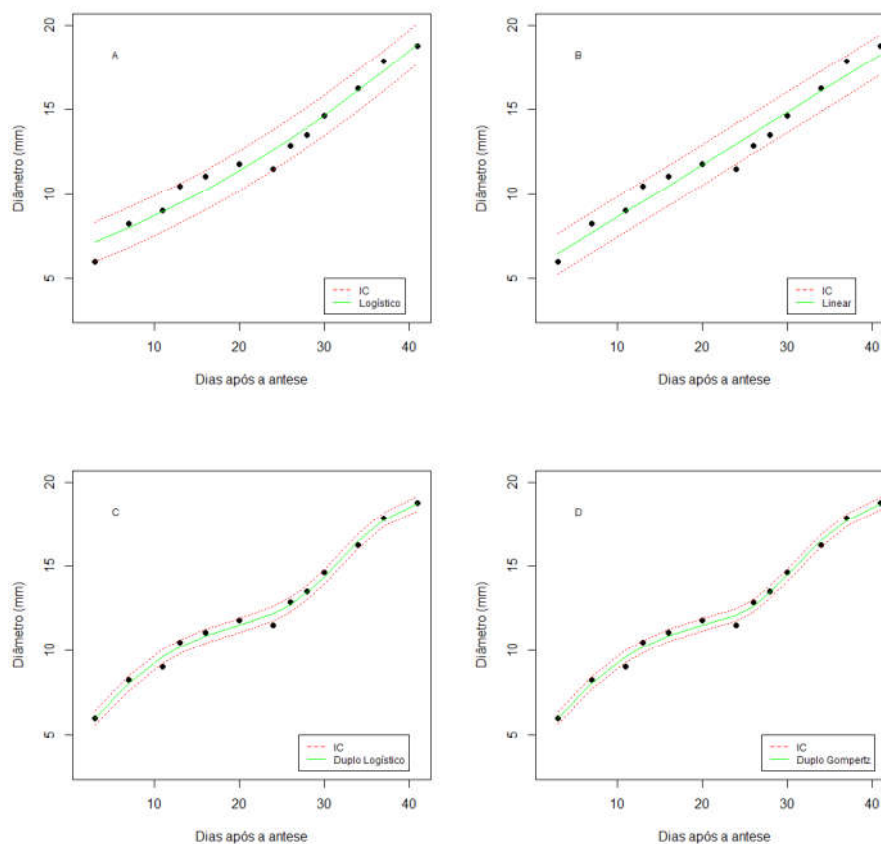 A
Diâmetro (mm)
20
15
10
5
IC
Logístico
10 20 30 40
Dias após a antese
B
Diâmetro (mm)
20
15
10
5
IC
Linear
10 20 30 40
Dias após a antese
C
Diâmetro (mm)
20
15
10
5
IC
Duplo Logístico
10 20 30 40
Dias após a antese
D
Diâmetro (mm)
20
15
10
5
IC
Duplo Gompertz
10 20 30 40
Dias após a antese